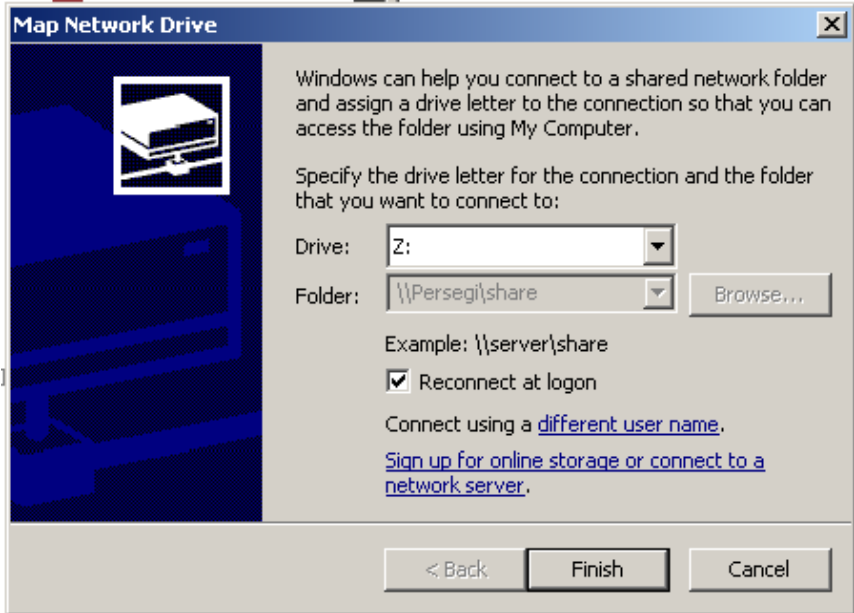 Map Network Drive
Windows can help you connect to a shared network folder
and assign a drive letter to the connection so that you can
access the folder using My Computer.
Specify the drive letter for the connection and the folder
that you want to connect to:
Drive: Z:
Folder: \\Persegi\share Browse...
Example: \\server\share
Reconnect at logon
Connect using a different user name.
Sign up for online storage or connect to a
network server.
< Back Finish Cancel